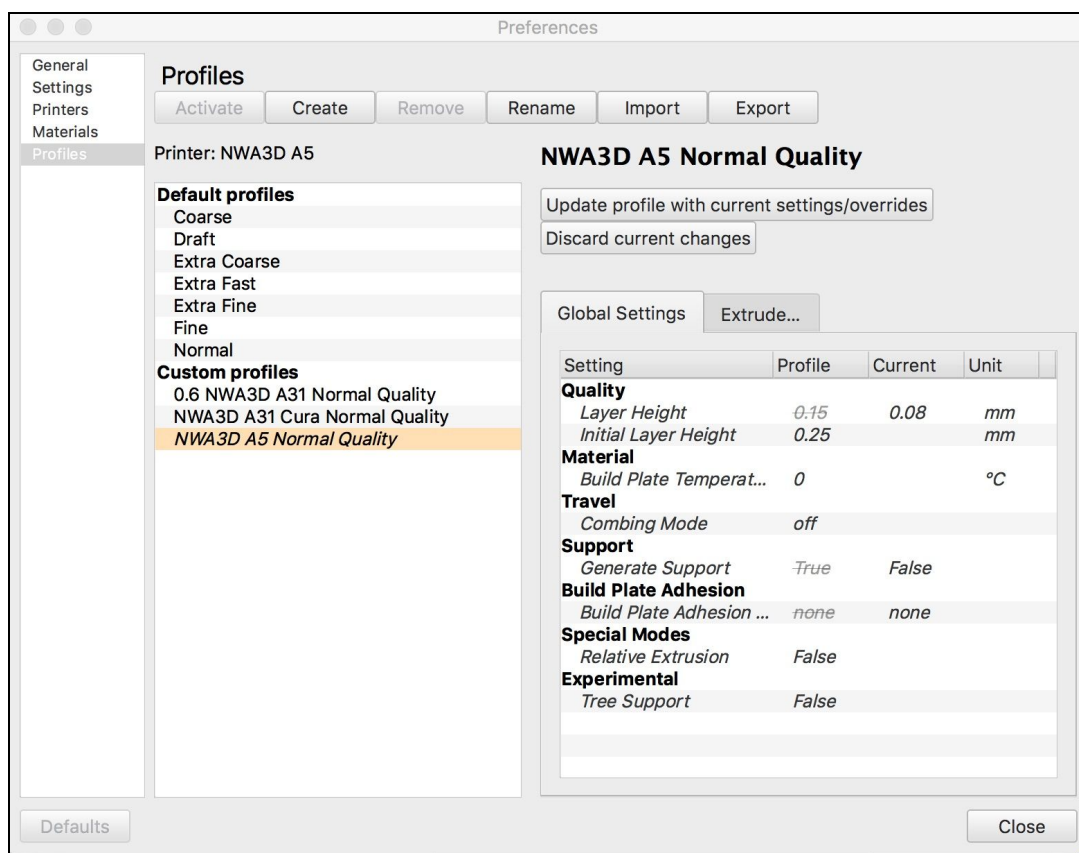 Preferences
General
Settings
Printers
Materials
Profiles
Profiles
Activate Create Remove Rename Import Export
Printer: NWA3D A5
Default profiles
Coarse
Draft
Extra Coarse
Extra Fast
Extra Fine
Fine
Normal
Custom profiles
0.6 NWA3D A31 Normal Quality
NWA3D A31 Cura Normal Quality
NWA3D A5 Normal Quality
NWA3D A5 Normal Quality
Update profile with current settings/overrides
Discard current changes
Global Settings Extrude...
Setting Profile Current Unit
Quality
Layer Height 0.15 0.08 mm
Initial Layer Height 0.25 mm
Material
Build Plate Temperat... 0 °C
Travel
Combing Mode off
Support
Generate Support True False
Build Plate Adhesion
Build Plate Adhesion ... none none
Special Modes
Relative Extrusion False
Experimental
Tree Support False
Defaults Close